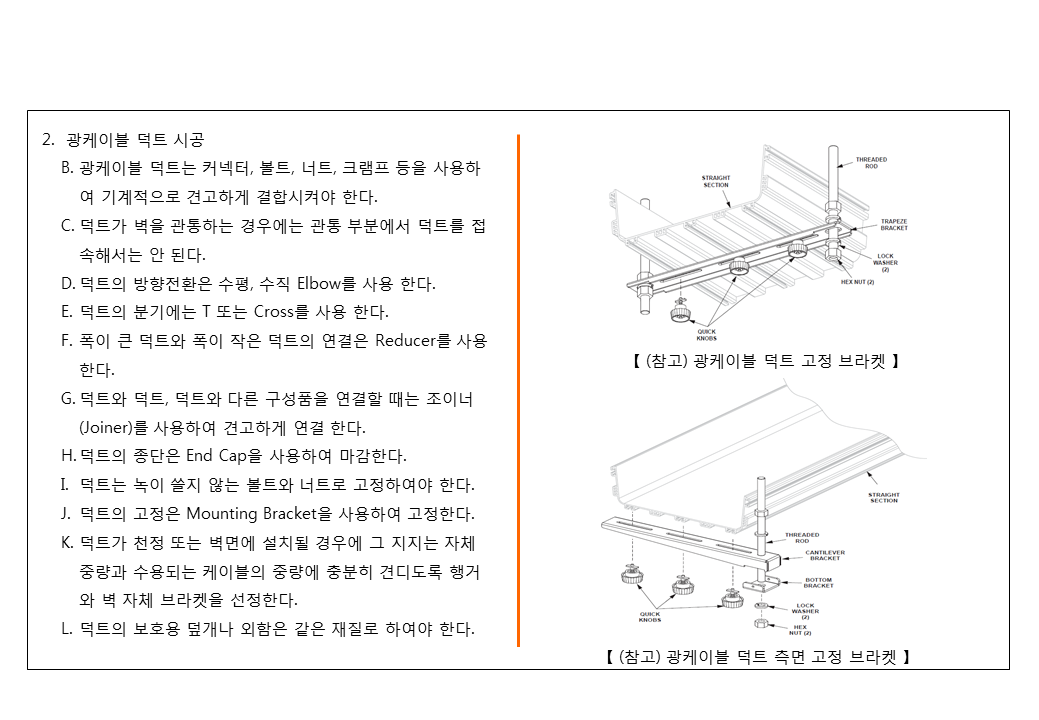 2. 광케이블 덕트 시공
B. 광케이블 덕트는 커넥터, 볼트, 너트, 크램프 등을 사용하
여 기계적으로 견고하게 결합시켜야 한다.
C. 덕트가 벽을 관통하는 경우에는 관통 부분에서 덕트를 접
속해서는 안 된다.
D. 덕트의 방향전환은 수평, 수직 Elbow를 사용 한다.
E. 덕트의 분기에는 T 또는 Cross를 사용 한다.
F. 폭이 큰 덕트와 폭이 작은 덕트의 연결은 Reducer를 사용
한다.
G. 덕트와 덕트, 덕트와 다른 구성품을 연결할 때는 조이너
(Joiner)를 사용하여 견고하게 연결 한다.
H. 덕트의 종단은 End Cap을 사용하여 마감한다.
I. 덕트는 녹이 쓸지 않는 볼트와 너트로 고정하여야 한다.
J. 덕트의 고정은 Mounting Bracket을 사용하여 고정한다.
K. 덕트가 천정 또는 벽면에 설치될 경우에 그 지지는 자체
중량과 수용되는 케이블의 중량에 충분히 견디도록 행거
와 벽 자체 브라켓을 선정한다.
L. 덕트의 보호용 덮개나 외함은 같은 재질로 하여야 한다.
THREADED
ROD
STRAIGHT
SECTION
TRAPEZE
BRACKET
LOCK
WASHER
(2)
HEX NUT (2)
QUICK
KNOBS
【 (참고) 광케이블 덕트 고정 브라켓 】
STRAIGHT
SECTION
THREADED
ROD
CANTILEVER
BRACKET
BOTTOM
BRACKET
LOCK
WASHER
(2)
HEX
NUT (2)
QUICK
KNOBS
【 (참고) 광케이블 덕트 측면 고정 브라켓 】